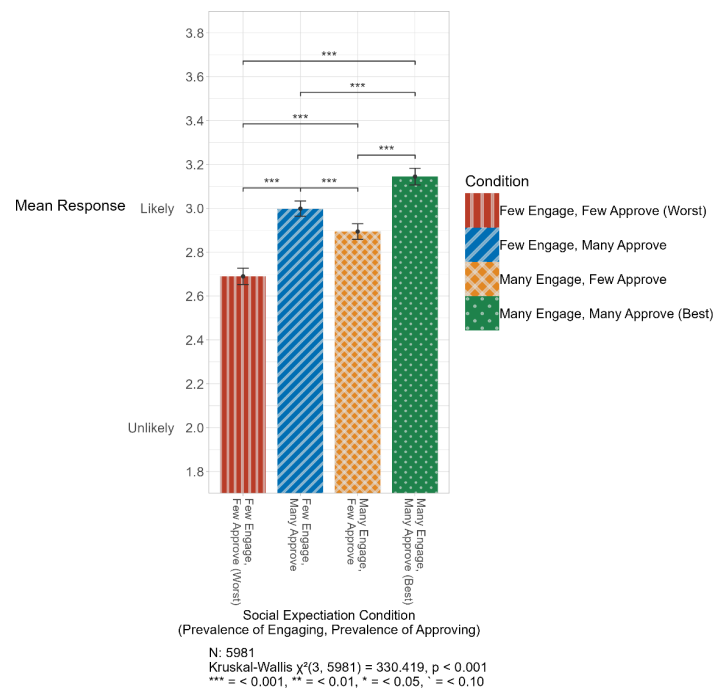 3.8
3.6
3.4
3.2
3.0
2.8
2.6
2.4
2.2
2.0
1.8
Mean Response
Likely
Unlikely
***
***
***
***
***
***
Condition
Few Engage, Few Approve (Worst)
Few Engage, Many Approve
Many Engage, Few Approve
Many Engage, Many Approve (Best)
Few Engage,
Few Approve (Worst)
Few Engage,
Many Approve
Many Engage,
Few Approve
Many Engage,
Many Approve (Best)
Social Expectiation Condition
(Prevalence of Engaging, Prevalence of Approving)
N: 5981
Kruskal-Wallis χ²(3, 5981) = 330.419, p < 0.001
*** = < 0.001, ** = < 0.01, * = < 0.05, ` = < 0.10